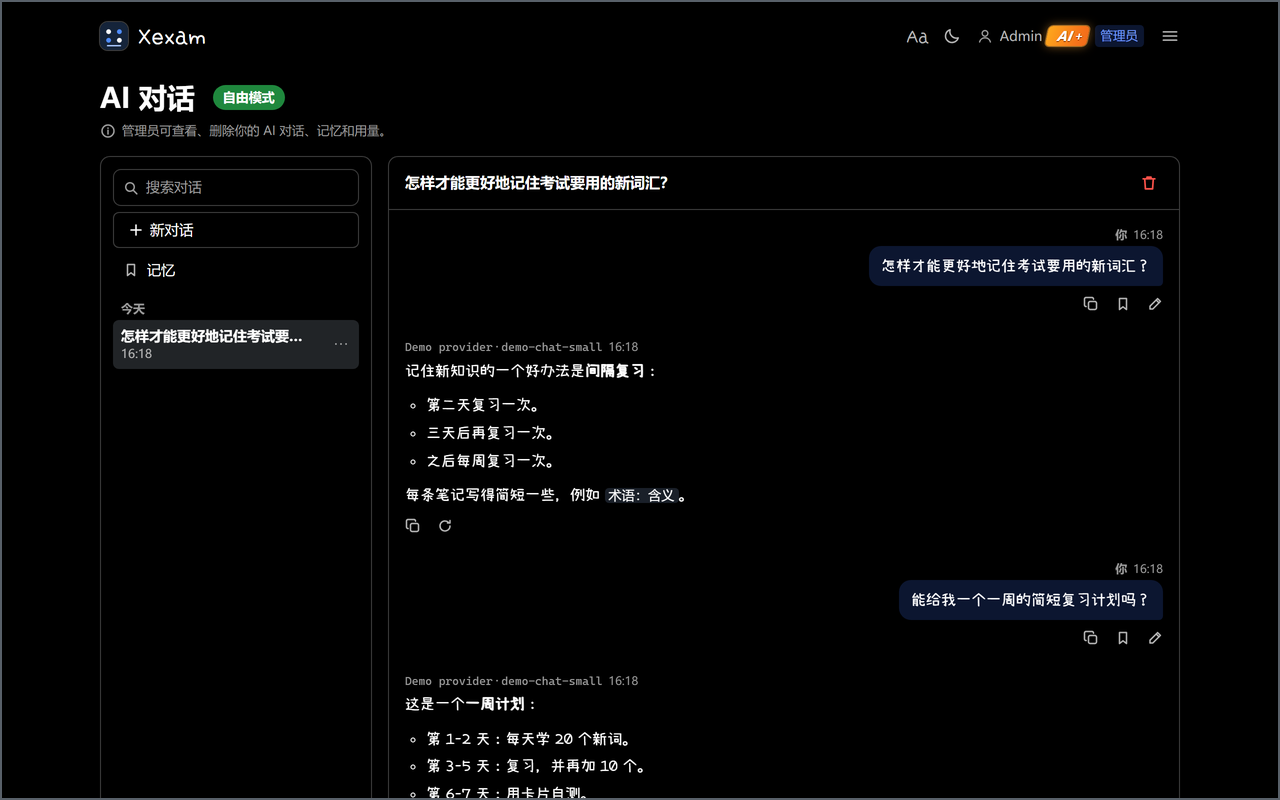 Xexam
Aa
Admin
AI+
管理员
AI 对话
自由模式
管理员可查看、删除你的 AI 对话、记忆和用量。
搜索对话
新对话
记忆
今天
怎样才能更好地记住考试要...
16:18
怎样才能更好地记住考试要用的新词汇?
你 16:18
怎样才能更好地记住考试要用的新词汇？
Demo provider·demo-chat-small 16:18
记住新知识的一个好办法是间隔复习：
第二天复习一次。
三天后再复习一次。
之后每周复习一次。
每条笔记写得简短一些，例如 术语：含义。
你 16:18
能给我一个一周的简短复习计划吗？
Demo provider·demo-chat-small 16:18
这是一个一周计划：
第 1-2 天：每天学 20 个新词。
第 3-5 天：复习，并再加 10 个。
第 6-7 天：用卡片自测。